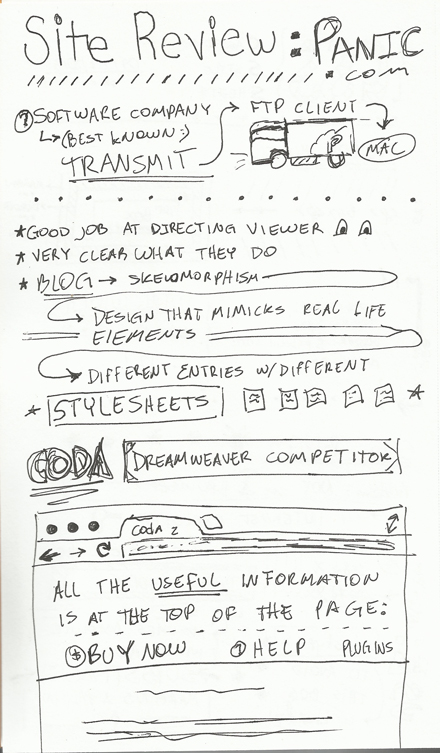 Site Review: PANIC
.com
? SOFTWARE COMPANY → FTP CLIENT
↳ (BEST KNOWN:)
TRANSMIT
MAC
* GOOD JOB AT DIRECTING VIEWER
* VERY CLEAR WHAT THEY DO
* BLOG → SKEWOMORPHISM
DESIGN THAT MIMICKS REAL LIFE
ELEMENTS
DIFFERENT ENTRIES W/DIFFERENT
* STYLESHEETS *
CODA DREAMWEAVER COMPETITOR
CODA 2
ALL THE USEFUL INFORMATION
IS AT THE TOP OF THE PAGE:
$ BUY NOW ? HELP PLUGINS